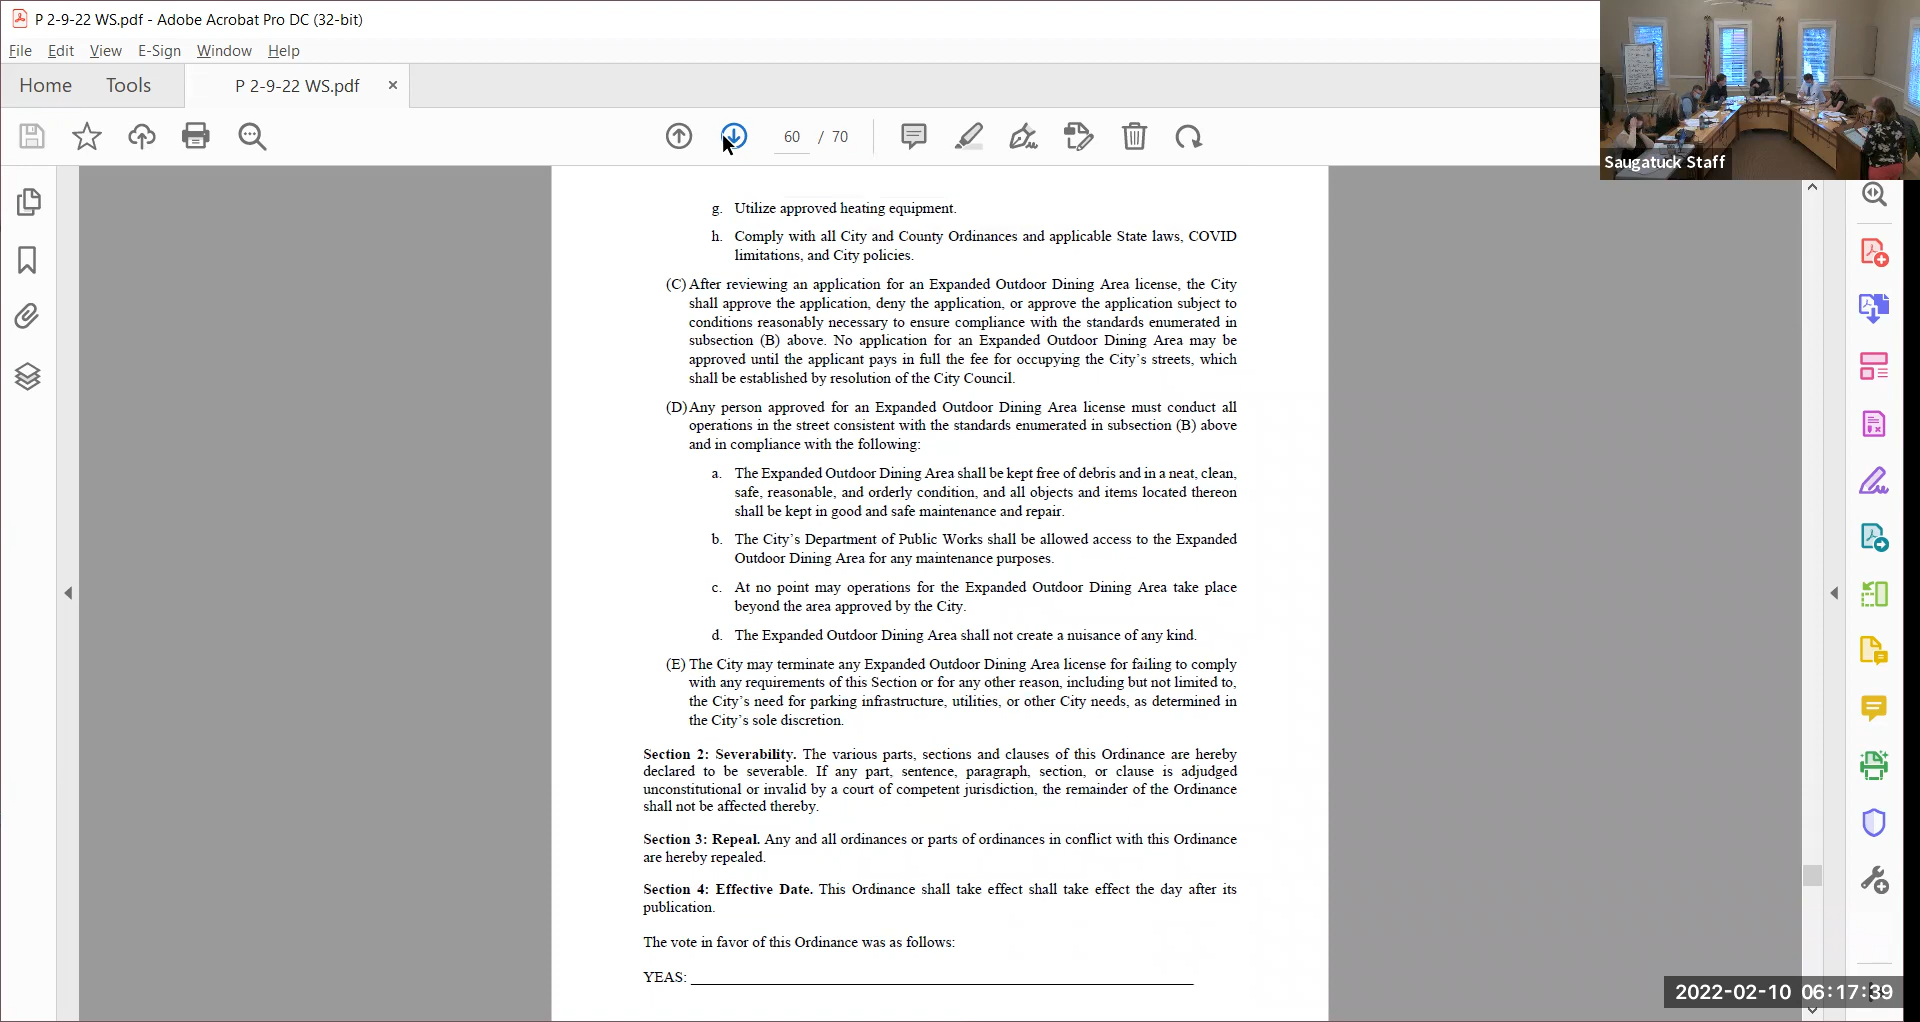 P 2-9-22 WS.pdf - Adobe Acrobat Pro DC (32-bit)
File Edit View E-Sign Window Help
Home Tools P 2-9-22 WS.pdf ×
60 / 70
Saugatuck Staff
g. Utilize approved heating equipment.
h. Comply with all City and County Ordinances and applicable State laws, COVID
limitations, and City policies.
(C) After reviewing an application for an Expanded Outdoor Dining Area license, the City
shall approve the application, deny the application, or approve the application subject to
conditions reasonably necessary to ensure compliance with the standards enumerated in
subsection (B) above. No application for an Expanded Outdoor Dining Area may be
approved until the applicant pays in full the fee for occupying the City's streets, which
shall be established by resolution of the City Council.
(D) Any person approved for an Expanded Outdoor Dining Area license must conduct all
operations in the street consistent with the standards enumerated in subsection (B) above
and in compliance with the following:
a. The Expanded Outdoor Dining Area shall be kept free of debris and in a neat, clean,
safe, reasonable, and orderly condition, and all objects and items located thereon
shall be kept in good and safe maintenance and repair.
b. The City's Department of Public Works shall be allowed access to the Expanded
Outdoor Dining Area for any maintenance purposes.
c. At no point may operations for the Expanded Outdoor Dining Area take place
beyond the area approved by the City.
d. The Expanded Outdoor Dining Area shall not create a nuisance of any kind.
(E) The City may terminate any Expanded Outdoor Dining Area license for failing to comply
with any requirements of this Section or for any other reason, including but not limited to,
the City's need for parking infrastructure, utilities, or other City needs, as determined in
the City's sole discretion.
Section 2: Severability. The various parts, sections and clauses of this Ordinance are hereby
declared to be severable. If any part, sentence, paragraph, section, or clause is adjudged
unconstitutional or invalid by a court of competent jurisdiction, the remainder of the Ordinance
shall not be affected thereby.
Section 3: Repeal. Any and all ordinances or parts of ordinances in conflict with this Ordinance
are hereby repealed.
Section 4: Effective Date. This Ordinance shall take effect shall take effect the day after its
publication.
The vote in favor of this Ordinance was as follows:
YEAS:
2022-02-10 06:17:39